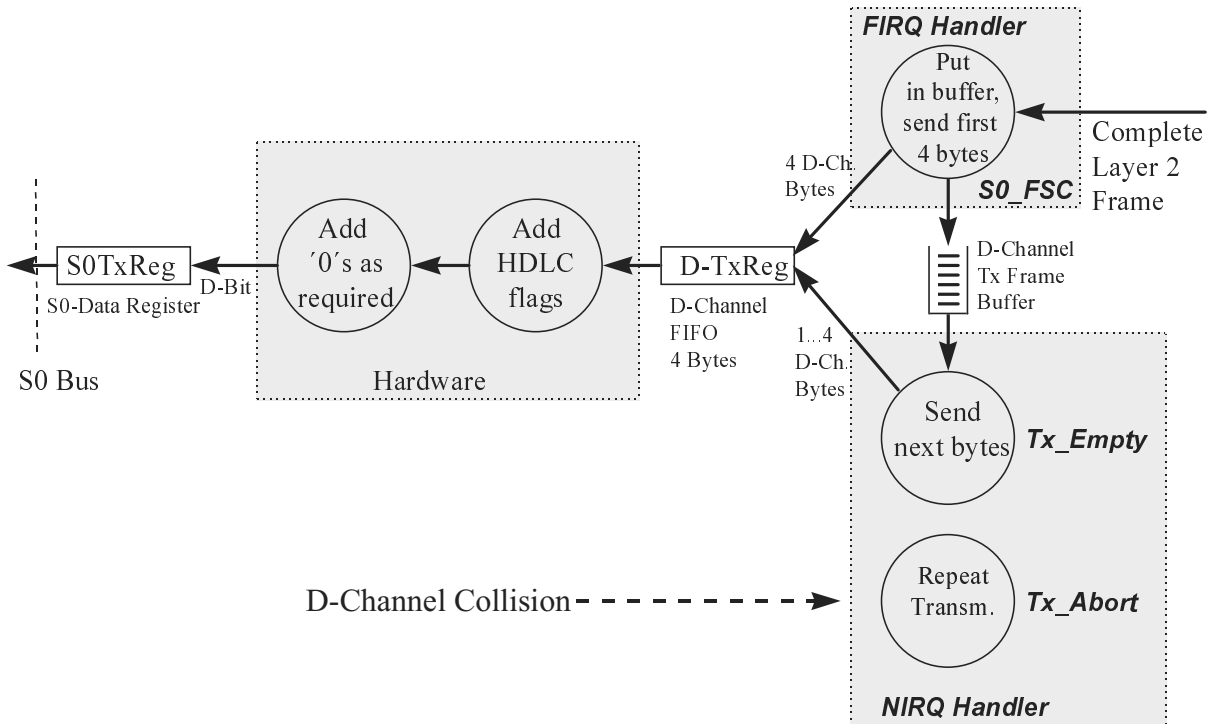 FIRQ Handler
Put
in buffer,
send first
4 bytes
S0_FSC
Complete
Layer 2
Frame
4 D-Ch.
Bytes
Add
´0´s as
required
Add
HDLC
flags
S0TxReg
S0-Data Register
D-Bit
D-TxReg
D-Channel
FIFO
4 Bytes
D-Channel
Tx Frame
Buffer
1...4
D-Ch.
Bytes
S0 Bus
Hardware
Send
next bytes
Tx_Empty
Repeat
Transm.
Tx_Abort
D-Channel Collision
NIRQ Handler